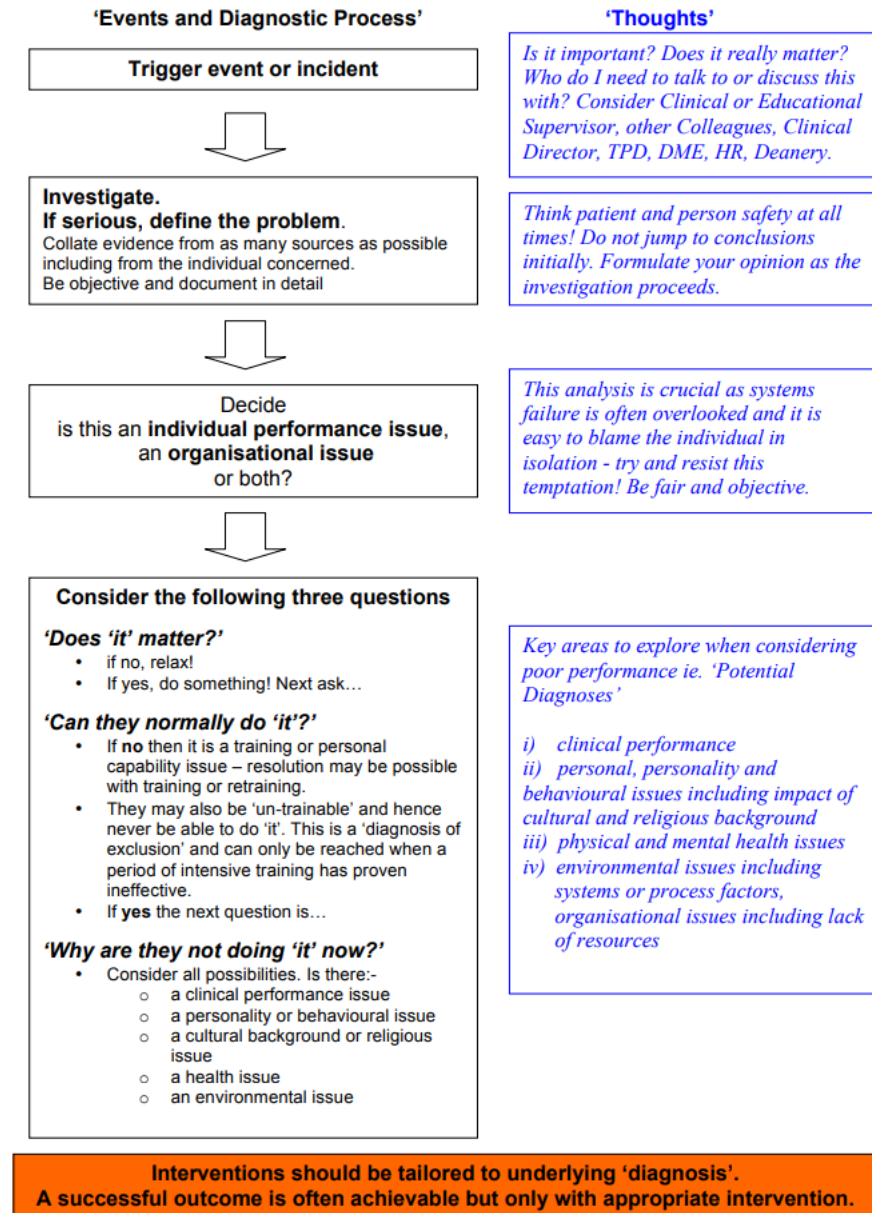 ‘Events and Diagnostic Process’
‘Thoughts’
Trigger event or incident
Is it important? Does it really matter?
Who do I need to talk to or discuss this
with? Consider Clinical or Educational
Supervisor, other Colleagues, Clinical
Director, TPD, DME, HR, Deanery.
Investigate.
If serious, define the problem.
Collate evidence from as many sources as possible
including from the individual concerned.
Be objective and document in detail
Think patient and person safety at all
times! Do not jump to conclusions
initially. Formulate your opinion as the
investigation proceeds.
Decide
is this an individual performance issue,
an organisational issue
or both?
This analysis is crucial as systems
failure is often overlooked and it is
easy to blame the individual in
isolation - try and resist this
temptation! Be fair and objective.
Consider the following three questions
‘Does ‘it’ matter?’
• if no, relax!
• If yes, do something! Next ask…
‘Can they normally do ‘it’?’
• If no then it is a training or personal
capability issue – resolution may be possible
with training or retraining.
• They may also be ‘un-trainable’ and hence
never be able to do ‘it’. This is a ‘diagnosis of
exclusion’ and can only be reached when a
period of intensive training has proven
ineffective.
• If yes the next question is…
‘Why are they not doing ‘it’ now?’
• Consider all possibilities. Is there:-
o a clinical performance issue
o a personality or behavioural issue
o a cultural background or religious
issue
o a health issue
o an environmental issue
Key areas to explore when considering
poor performance ie. ‘Potential
Diagnoses’
i) clinical performance
ii) personal, personality and
behavioural issues including impact of
cultural and religious background
iii) physical and mental health issues
iv) environmental issues including
systems or process factors,
organisational issues including lack
of resources
Interventions should be tailored to underlying ‘diagnosis’.
A successful outcome is often achievable but only with appropriate intervention.